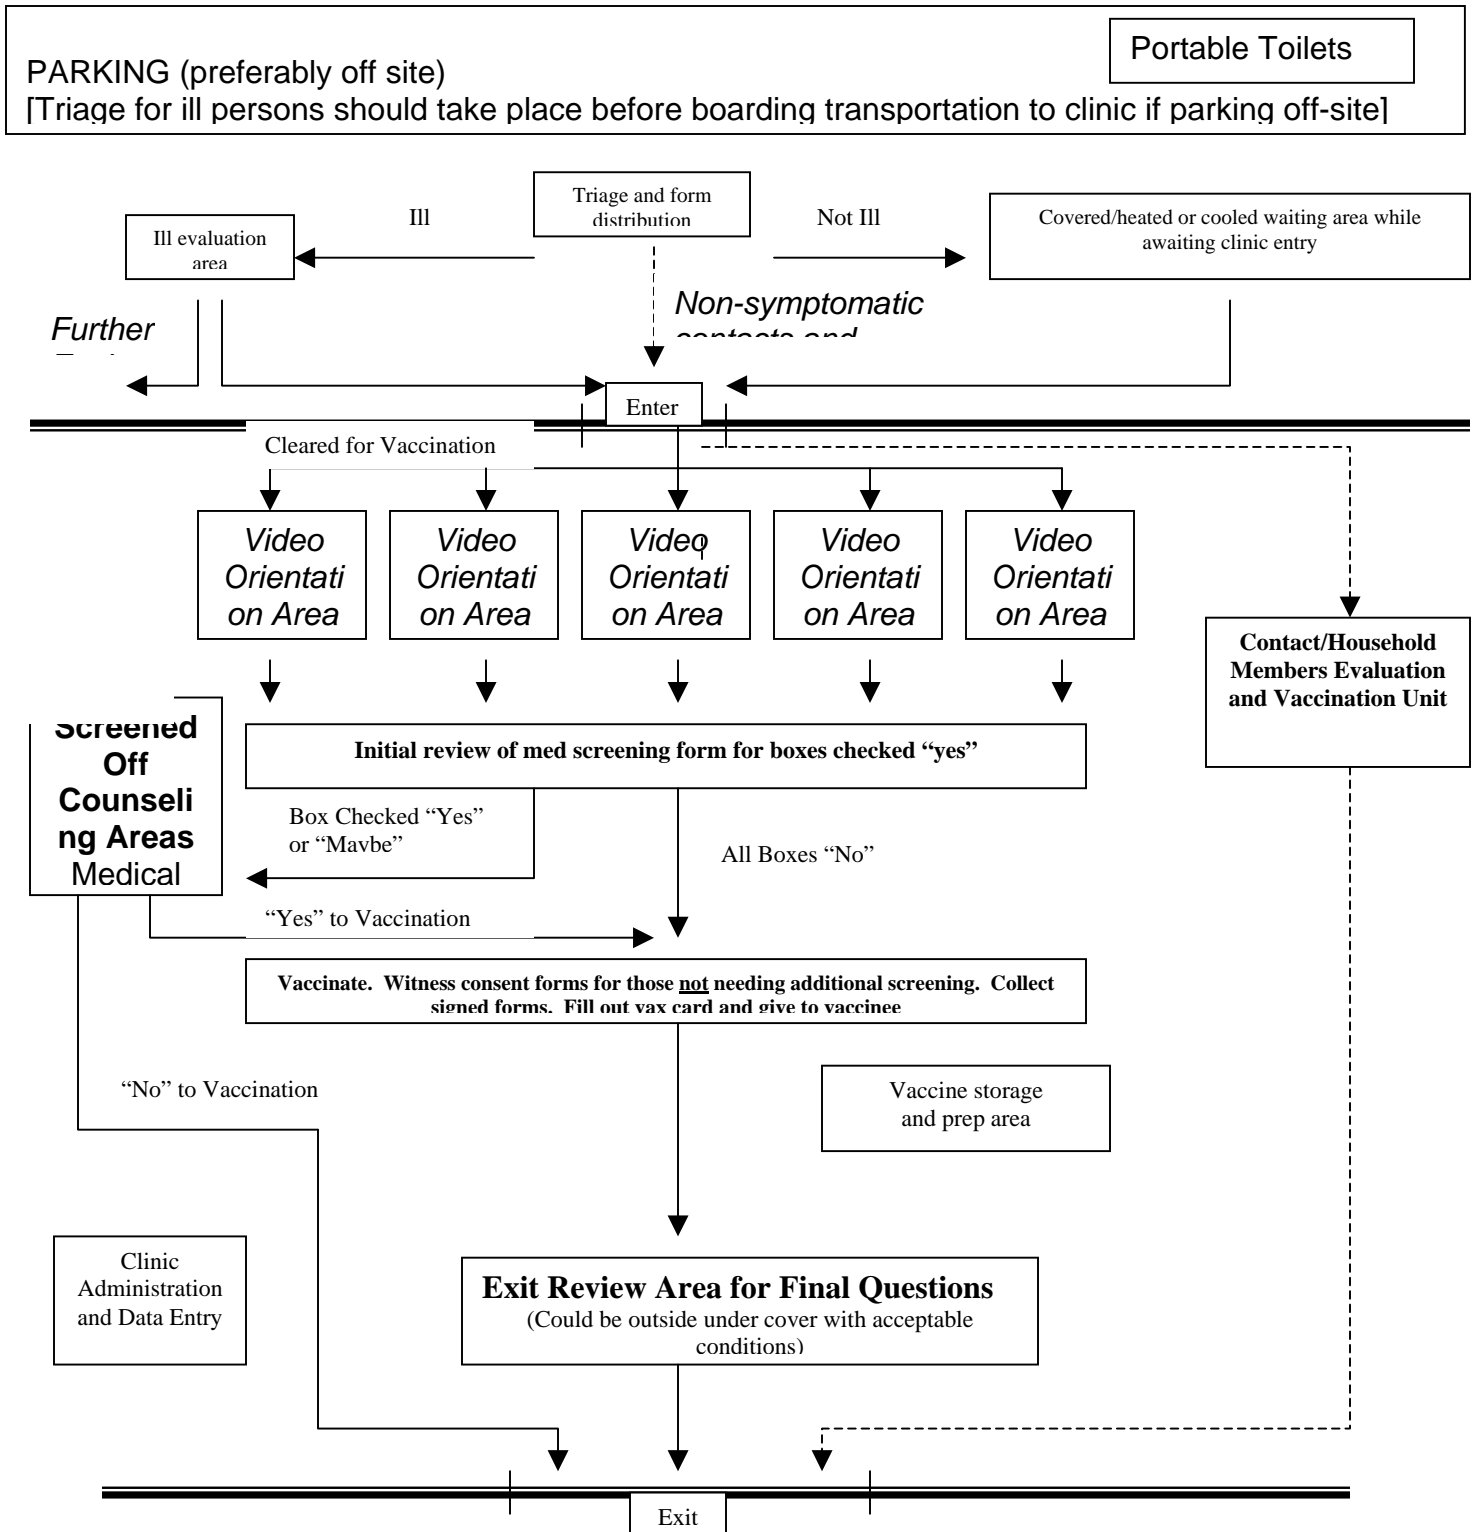 Portable Toilets
PARKING (preferably off site)
[Triage for ill persons should take place before boarding transportation to clinic if parking off-site]
Triage and form
distribution
Ill
Not Ill
Ill evaluation
area
Covered/heated or cooled waiting area while
awaiting clinic entry
Further
Non-symptomatic
contacts and
Enter
Cleared for Vaccination
Video
Orientati
on Area
Video
Orientati
on Area
Video
Orientati
on Area
Video
Orientati
on Area
Video
Orientati
on Area
Contact/Household
Members Evaluation
and Vaccination Unit
Screened
Off
Counseli
ng Areas
Medical
Initial review of med screening form for boxes checked “yes”
Box Checked “Yes”
or “Maybe”
All Boxes “No”
“Yes” to Vaccination
Vaccinate. Witness consent forms for those not needing additional screening. Collect
signed forms. Fill out vax card and give to vaccinee
“No” to Vaccination
Vaccine storage
and prep area
Clinic
Administration
and Data Entry
Exit Review Area for Final Questions
(Could be outside under cover with acceptable
conditions)
Exit